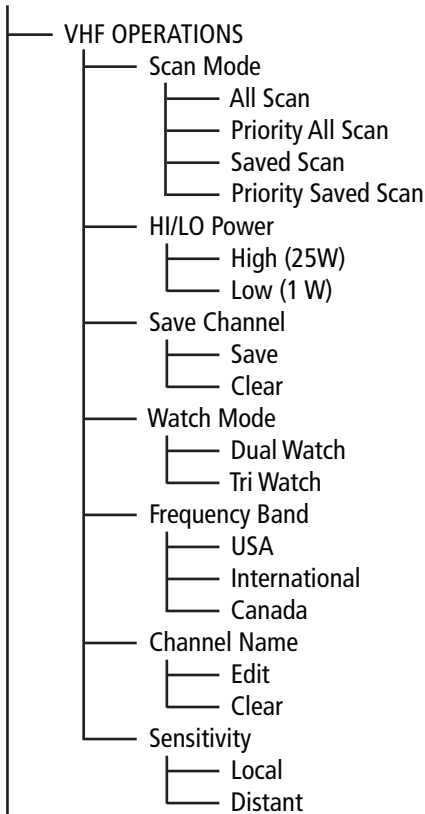 VHF OPERATIONS
Scan Mode
All Scan
Priority All Scan
Saved Scan
Priority Saved Scan
HI/LO Power
High (25W)
Low (1 W)
Save Channel
Save
Clear
Watch Mode
Dual Watch
Tri Watch
Frequency Band
USA
International
Canada
Channel Name
Edit
Clear
Sensitivity
Local
Distant